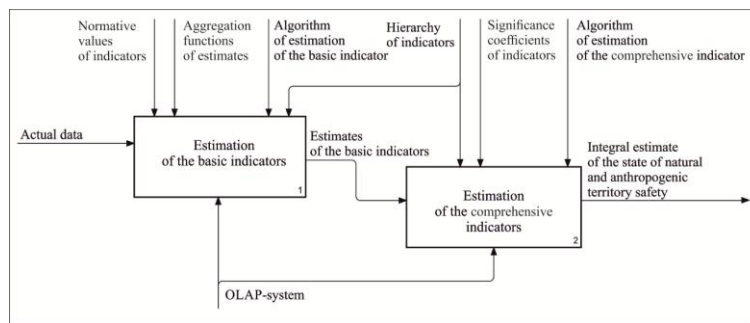 Normative
values
of indicators
Aggregation
functions
of estimates
Algorithm
of estimation
of the basic indicator
Hierarchy
of indicators
Significance
coefficients
of indicators
Algorithm
of estimation
of the comprehensive indicator
Actual data
Estimation
of the basic indicators
1
Estimates
of the basic indicators
Estimation
of the comprehensive
indicators
2
Integral estimate
of the state of natural
and anthropogenic
territory safety
OLAP-system